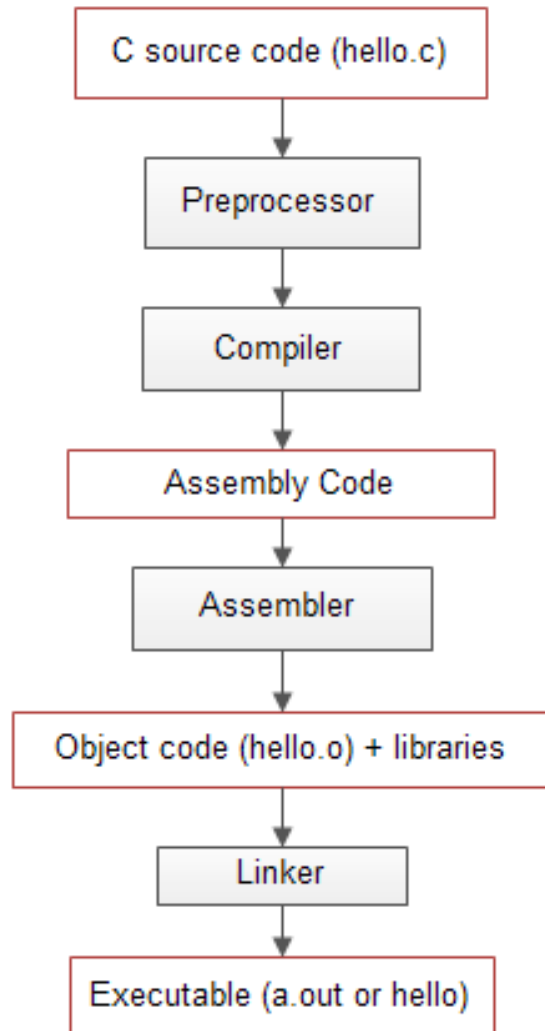 C source code (hello.c)
Preprocessor
Compiler
Assembly Code
Assembler
Object code (hello.o) + libraries
Linker
Executable (a.out or hello)